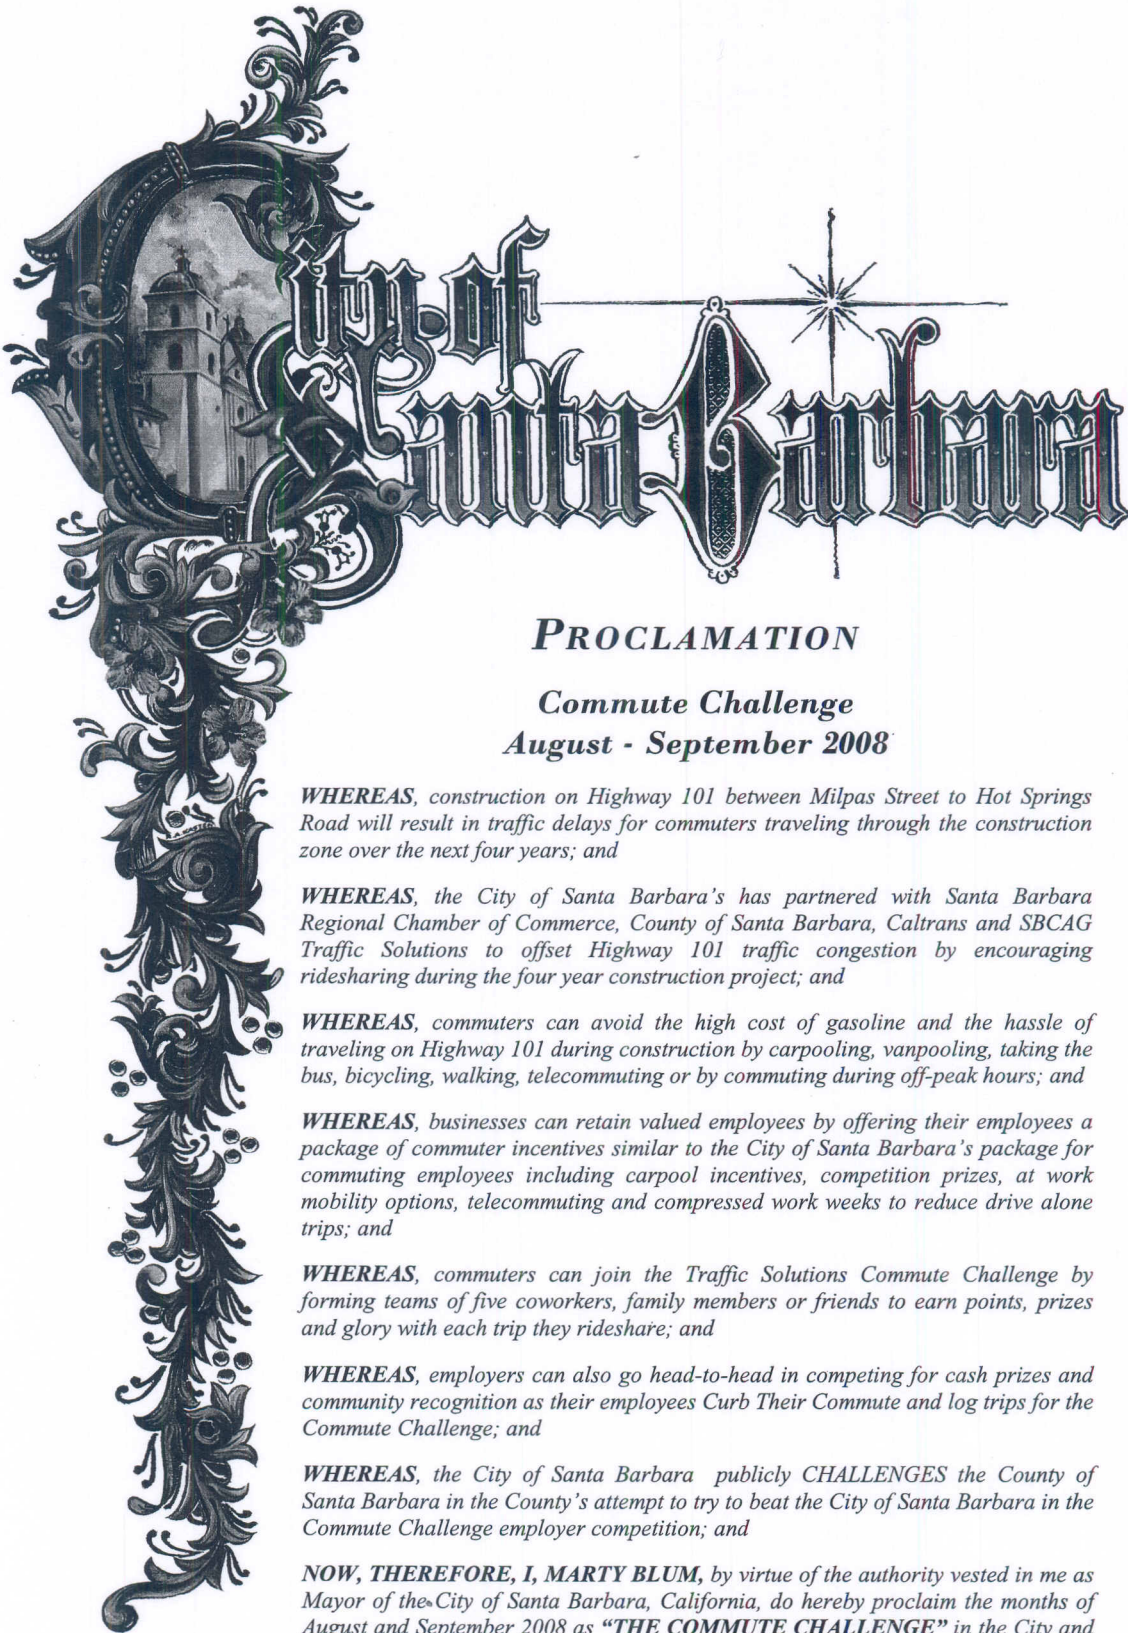 City of
Santa Barbara
PROCLAMATION
Commute Challenge
August - September 2008
WHEREAS, construction on Highway 101 between Milpas Street to Hot Springs
Road will result in traffic delays for commuters traveling through the construction
zone over the next four years; and
WHEREAS, the City of Santa Barbara's has partnered with Santa Barbara
Regional Chamber of Commerce, County of Santa Barbara, Caltrans and SBCAG
Traffic Solutions to offset Highway 101 traffic congestion by encouraging
ridesharing during the four year construction project; and
WHEREAS, commuters can avoid the high cost of gasoline and the hassle of
traveling on Highway 101 during construction by carpooling, vanpooling, taking the
bus, bicycling, walking, telecommuting or by commuting during off-peak hours; and
WHEREAS, businesses can retain valued employees by offering their employees a
package of commuter incentives similar to the City of Santa Barbara's package for
commuting employees including carpool incentives, competition prizes, at work
mobility options, telecommuting and compressed work weeks to reduce drive alone
trips; and
WHEREAS, commuters can join the Traffic Solutions Commute Challenge by
forming teams of five coworkers, family members or friends to earn points, prizes
and glory with each trip they rideshare; and
WHEREAS, employers can also go head-to-head in competing for cash prizes and
community recognition as their employees Curb Their Commute and log trips for the
Commute Challenge; and
WHEREAS, the City of Santa Barbara publicly CHALLENGES the County of
Santa Barbara in the County's attempt to try to beat the City of Santa Barbara in the
Commute Challenge employer competition; and
NOW, THEREFORE, I, MARTY BLUM, by virtue of the authority vested in me as
Mayor of the City of Santa Barbara, California, do hereby proclaim the months of
August and September 2008 as "THE COMMUTE CHALLENGE" in the City and